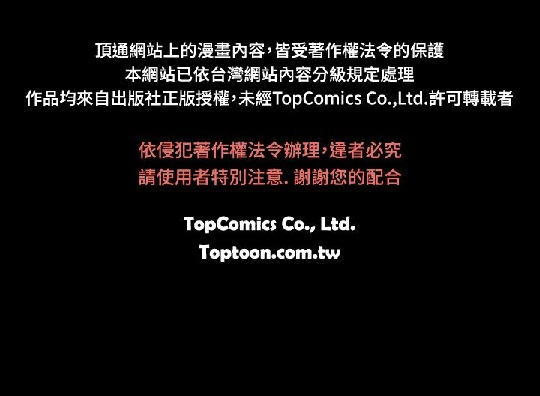 頂通網站上的漫畫內容，皆受著作權法令的保護
本網站已依台灣網站內容分級規定處理
作品均來自出版社正版授權，未經TopComics Co.,Ltd.許可轉載者
依侵犯著作權法令辦理，違者必究
請使用者特別注意. 謝謝您的配合
TopComics Co., Ltd.
Toptoon.com.tw